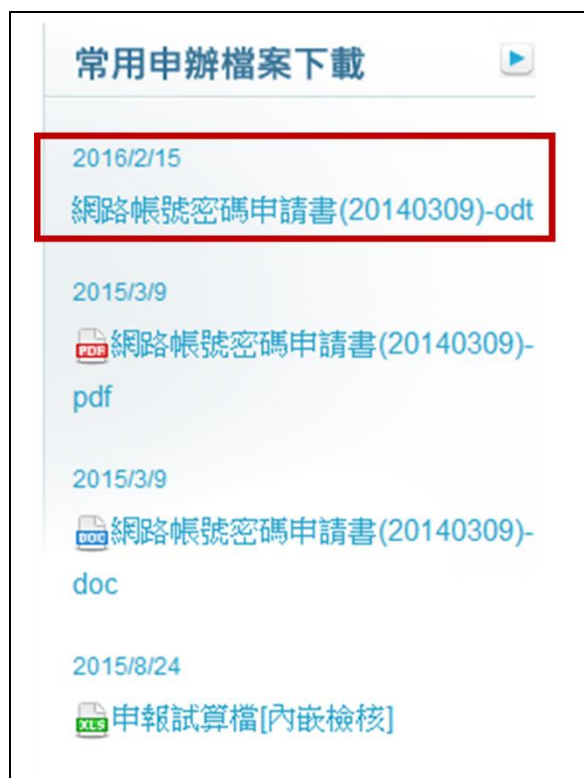 常用申辦檔案下載
2016/2/15
網路帳號密碼申請書(20140309)-odt
2015/3/9
PDF 網路帳號密碼申請書(20140309)-
pdf
2015/3/9
DOC 網路帳號密碼申請書(20140309)-
doc
2015/8/24
XLS 申報試算檔[內嵌檢核]